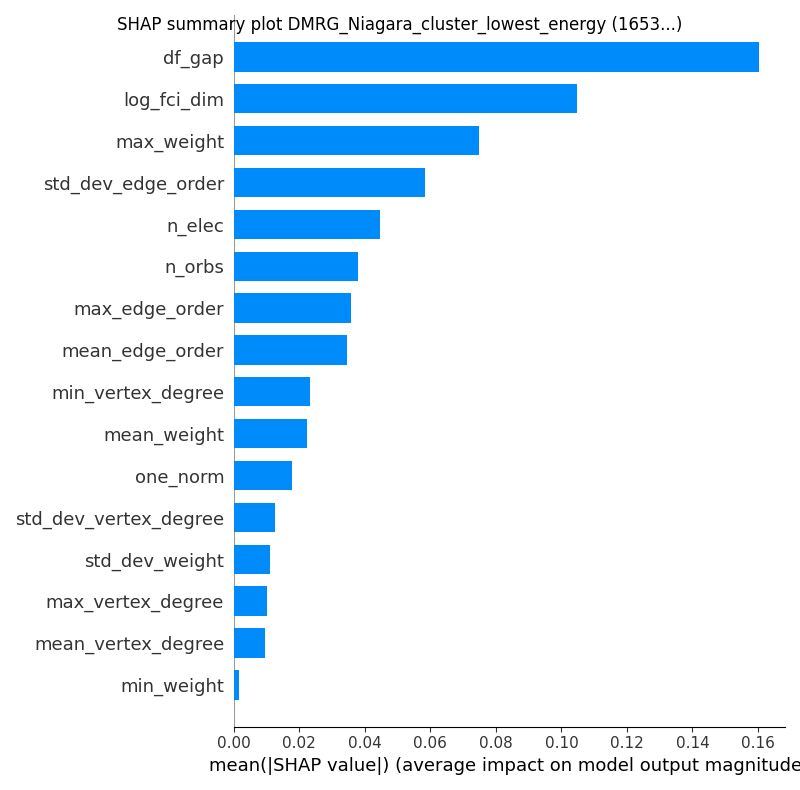 SHAP summary plot DMRG_Niagara_cluster_lowest_energy (1653...)
df_gap
log_fci_dim
max_weight
std_dev_edge_order
n_elec
n_orbs
max_edge_order
mean_edge_order
min_vertex_degree
mean_weight
one_norm
std_dev_vertex_degree
std_dev_weight
max_vertex_degree
mean_vertex_degree
min_weight
0.00 0.02 0.04 0.06 0.08 0.10 0.12 0.14 0.16
mean(|SHAP value|) (average impact on model output magnitude